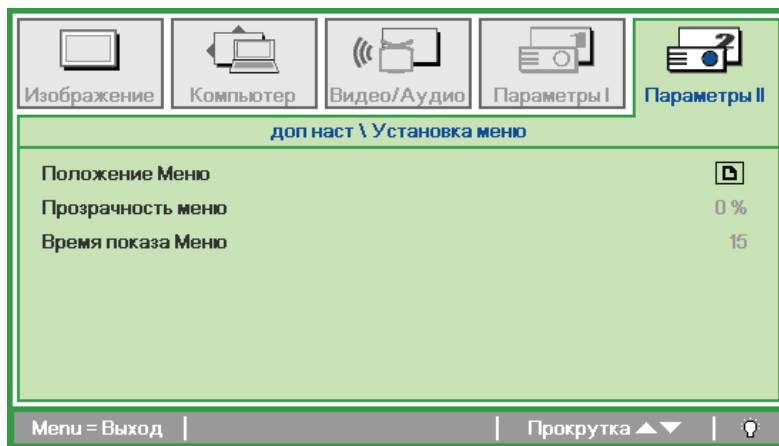 Изображение
Компьютер
Видео/Аудио
Параметры I
Параметры II
доп наст \ Установка меню
Положение Меню
Прозрачность меню 0 %
Время показа Меню 15
Menu = Выход Прокрутка ▲▼